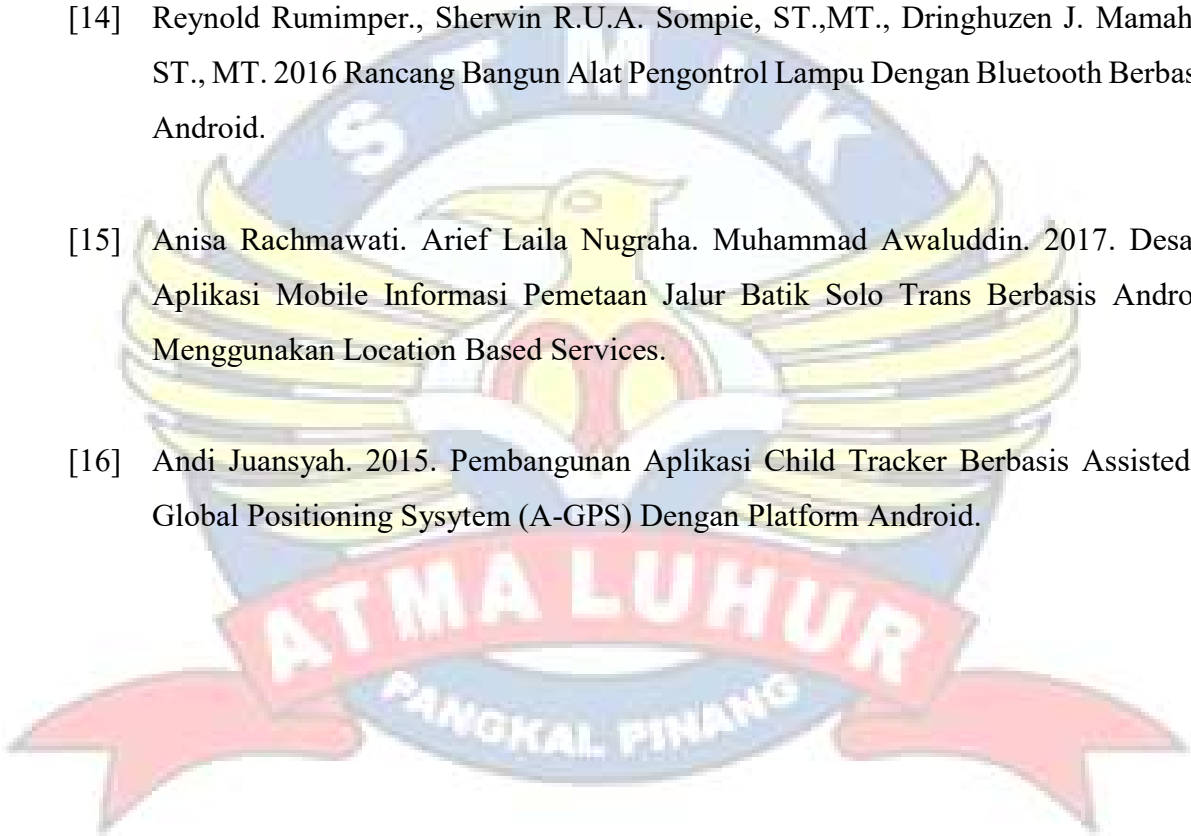 [14] Reynold Rumimper., Sherwin R.U.A. Sompie, ST.,MT., Dringhuzen J. Mamah
ST., MT. 2016 Rancang Bangun Alat Pengontrol Lampu Dengan Bluetooth Berbas
Android.
[15] Anisa Rachmawati. Arief Laila Nugraha. Muhammad Awaluddin. 2017. Desa
Aplikasi Mobile Informasi Pemetaan Jalur Batik Solo Trans Berbasis Andro
Menggunakan Location Based Services.
[16] Andi Juansyah. 2015. Pembangunan Aplikasi Child Tracker Berbasis Assisted
Global Positioning Sysytem (A-GPS) Dengan Platform Android.
STMIK
ATMA LUHUR
PANGKAL PINANG